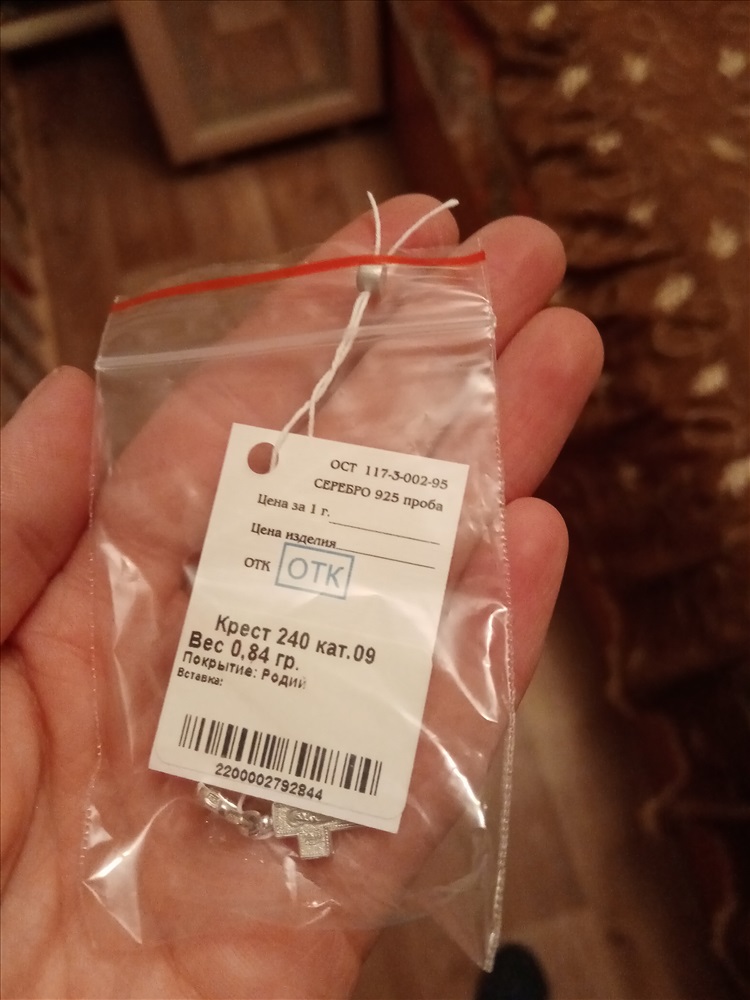 ОСТ 117-3-002-95
СЕРЕБРО 925 проба
Цена за 1 г.
Цена изделия
ОТК ОТК
Крест 240 кат.09
Вес 0,84 гр.
Покрытие: Родий
Вставка:
2200002792844